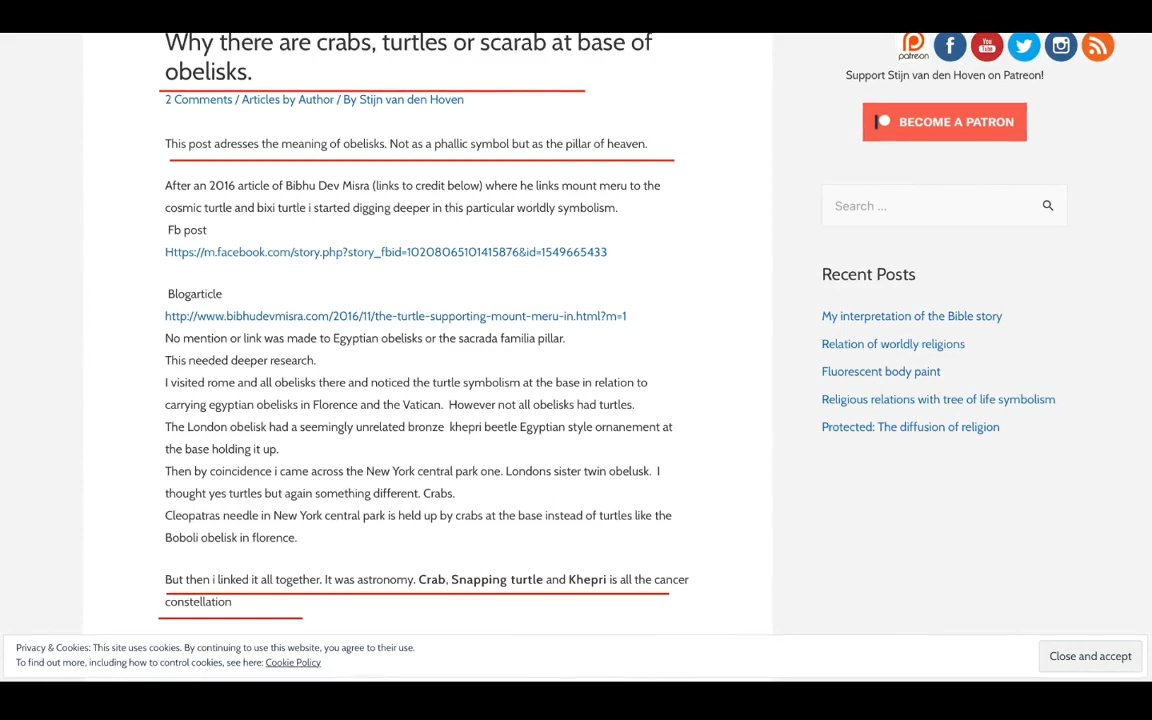 Why there are crabs, turtles or scarab at base of
obelisks.
2 Comments / Articles by Author / By Stijn van den Hoven
This post adresses the meaning of obelisks. Not as a phallic symbol but as the pillar of heaven.
After an 2016 article of Bibhu Dev Misra (links to credit below) where he links mount meru to the
cosmic turtle and bixi turtle i started digging deeper in this particular worldly symbolism.
Fb post
Https://m.facebook.com/story.php?story_fbid=10208065101415876&id=1549665433
Blogarticle
http://www.bibhudevmisra.com/2016/11/the-turtle-supporting-mount-meru-in.html?m=1
No mention or link was made to Egyptian obelisks or the sacrada familia pillar.
This needed deeper research.
I visited rome and all obelisks there and noticed the turtle symbolism at the base in relation to
carrying egyptian obelisks in Florence and the Vatican. However not all obelisks had turtles.
The London obelisk had a seemingly unrelated bronze khepri beetle Egyptian style ornanement at
the base holding it up.
Then by coincidence i came across the New York central park one. Londons sister twin obelusk. I
thought yes turtles but again something different. Crabs.
Cleopatras needle in New York central park is held up by crabs at the base instead of turtles like the
Boboli obelisk in florence.
But then i linked it all together. It was astronomy. Crab, Snapping turtle and Khepri is all the cancer
constellation
patreon
You Tube
Support Stijn van den Hoven on Patreon!
BECOME A PATRON
Search ...
Recent Posts
My interpretation of the Bible story
Relation of worldly religions
Fluorescent body paint
Religious relations with tree of life symbolism
Protected: The diffusion of religion
Privacy & Cookies: This site uses cookies. By continuing to use this website, you agree to their use.
To find out more, including how to control cookies, see here: Cookie Policy
Close and accept